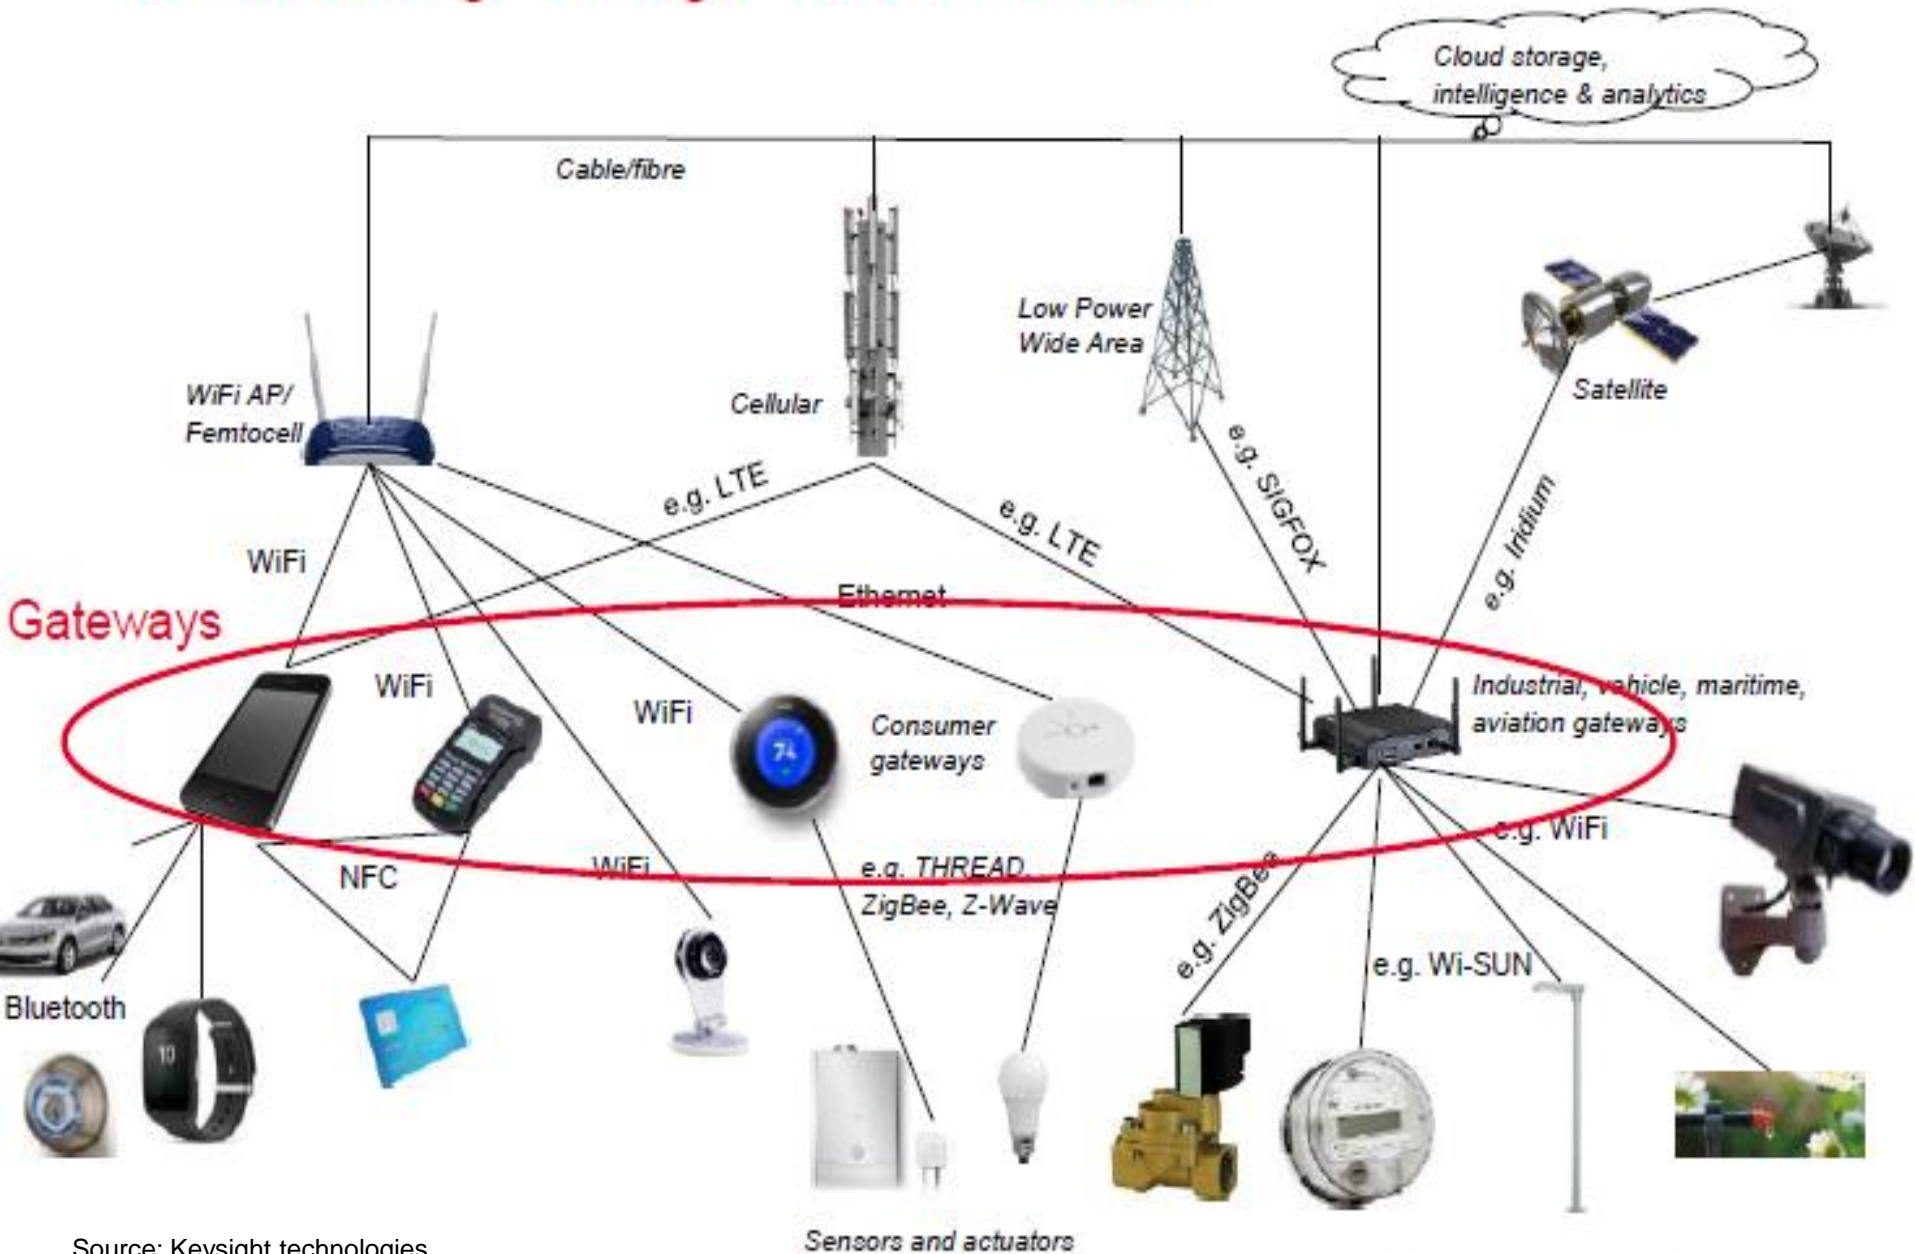 Cloud storage,
intelligence & analytics
Cable/fibre
Low Power
Wide Area
Satellite
WiFi AP/
Femtocell
Cellular
e.g. LTE
e.g. LTE
e.g. SIGFOX
e.g. Iridium
WiFi
Ethernet
Gateways
WiFi
WiFi
Consumer
gateways
Industrial, vehicle, maritime,
aviation gateways
74
NFC
WiFi
e.g. THREAD,
ZigBee, Z-Wave
e.g. ZigBee
e.g. WiFi
e.g. Wi-SUN
Bluetooth
10
Sensors and actuators
Source: Keysight technologies